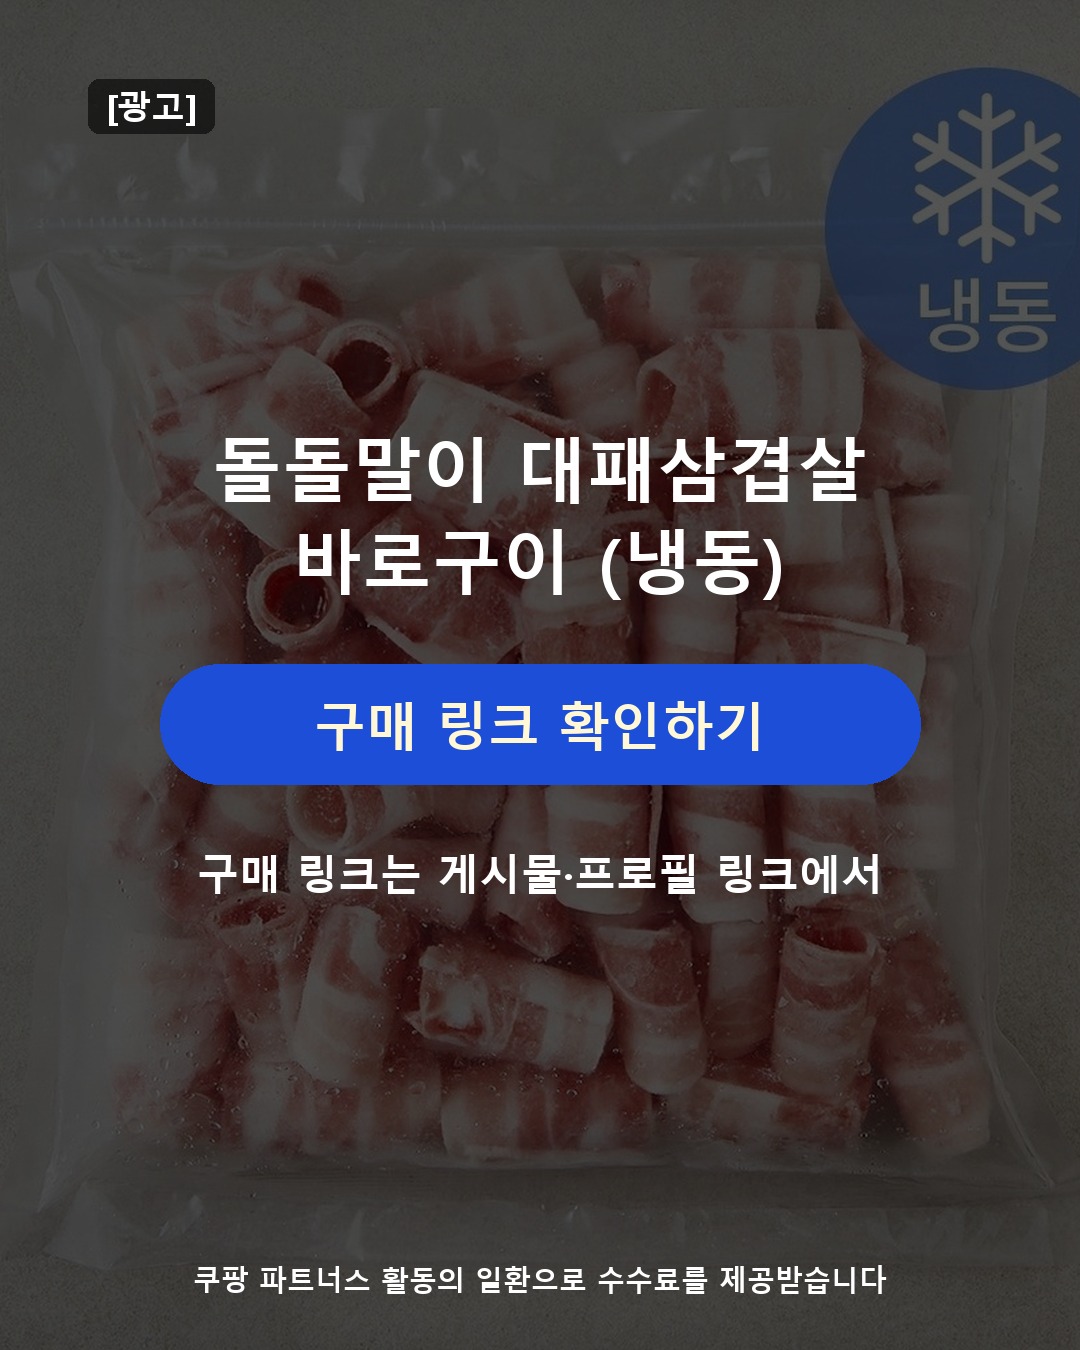 [광고]
냉동
돌돌말이 대패삼겹살
바로구이 (냉동)
구매 링크 확인하기
구매 링크는 게시물·프로필 링크에서
쿠팡 파트너스 활동의 일환으로 수수료를 제공받습니다